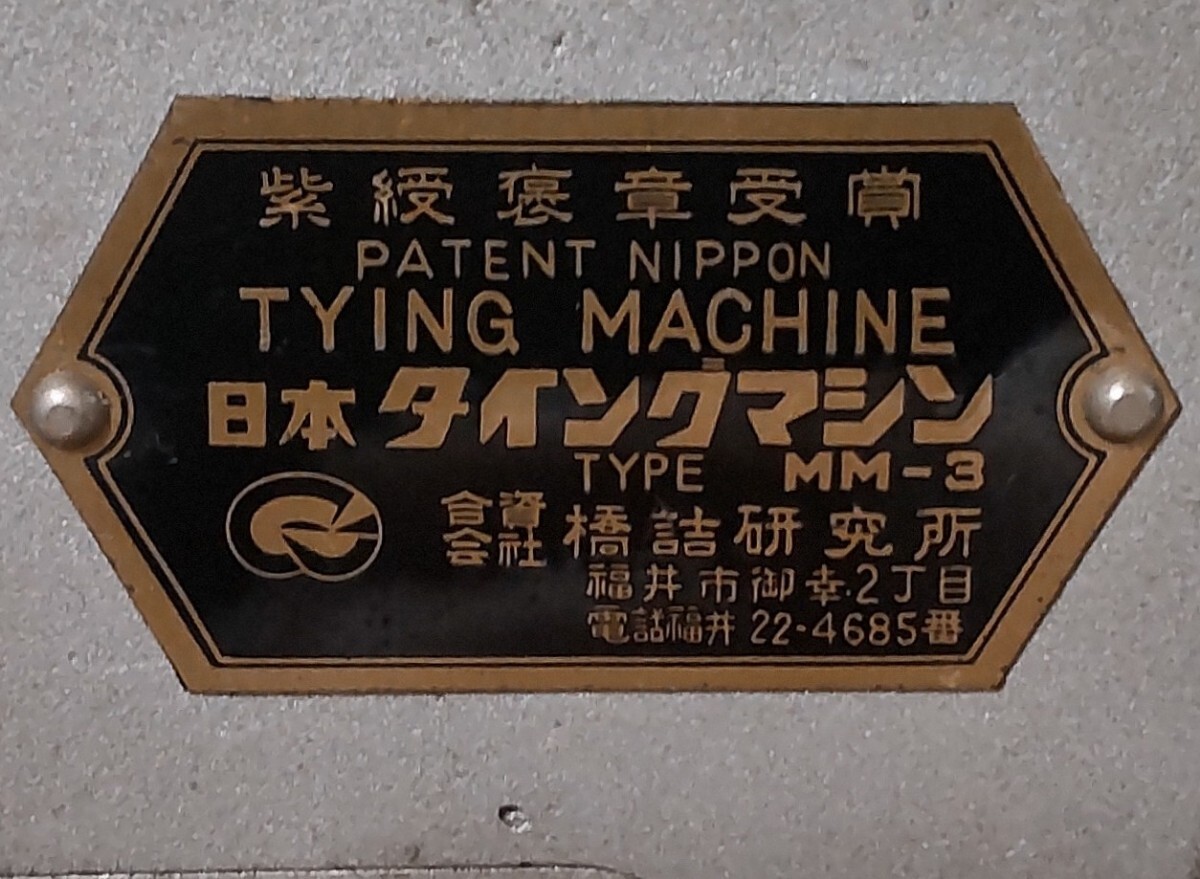 紫綬褒章受賞
PATENT NIPPON
TYING MACHINE
日本タイングマシン
TYPE MM-3
合資会社 橋詰研究所
福井市御幸2丁目
電話福井 22-4685番